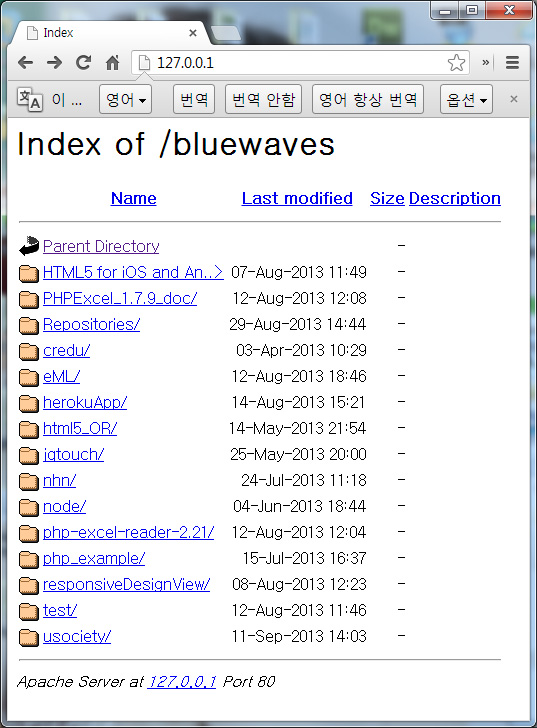 Index
127.0.0.1
이 ... 영어 번역 번역 안함 영어 항상 번역 옵션
Index of /bluewaves
Name Last modified Size Description
Parent Directory -
HTML5 for iOS and An..> 07-Aug-2013 11:49 -
PHPExcel_1.7.9_doc/ 12-Aug-2013 12:08 -
Repositories/ 29-Aug-2013 14:44 -
credu/ 03-Apr-2013 10:29 -
eML/ 12-Aug-2013 18:46 -
herokuApp/ 14-Aug-2013 15:21 -
html5_OR/ 14-May-2013 21:54 -
jqtouch/ 25-May-2013 20:00 -
nhn/ 24-Jul-2013 11:18 -
node/ 04-Jun-2013 18:44 -
php-excel-reader-2.21/ 12-Aug-2013 12:04 -
php_example/ 15-Jul-2013 16:37 -
responsiveDesignView/ 08-Aug-2013 12:23 -
test/ 12-Aug-2013 11:46 -
usociety/ 11-Sep-2013 14:03 -
Apache Server at 127.0.0.1 Port 80